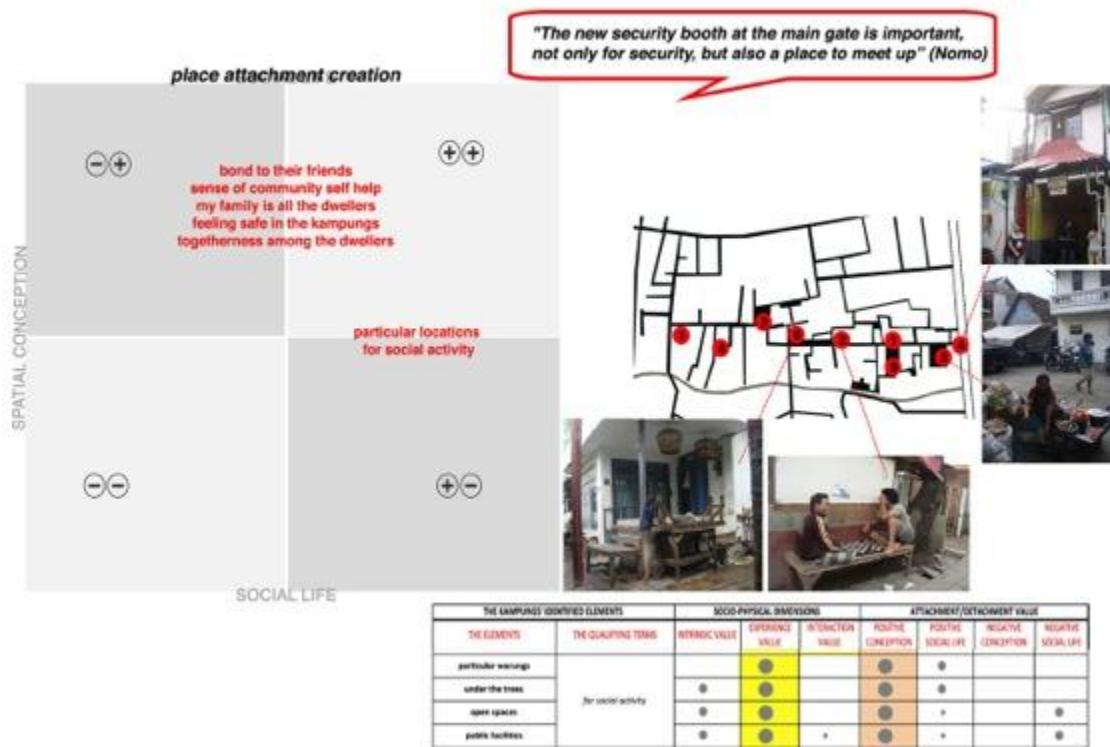 "The new security booth at the main gate is important,
not only for security, but also a place to meet up" (Nomo)
place attachment creation
bond to their friends
sense of community self help
my family is all the dwellers
feeling safe in the kampungs
togetherness among the dwellers
particular locations
for social activity
SPATIAL CONCEPTION
SOCIAL LIFE
THE KAMPUNGS' IDENTIFIED ELEMENTS SOCIO-PHYSICAL DIMENSIONS ATTACHMENT/DETACHMENT VALUE
THE ELEMENTS THE QUALIFYING TERMS INTRINSIC VALUE EXPERIENCE VALUE INTERACTION VALUE POSITIVE CONCEPTION POSITIVE SOCIAL LIFE NEGATIVE CONCEPTION NEGATIVE SOCIAL LIFE
particular warungs
under the trees
for social activity
open spaces
public facilities